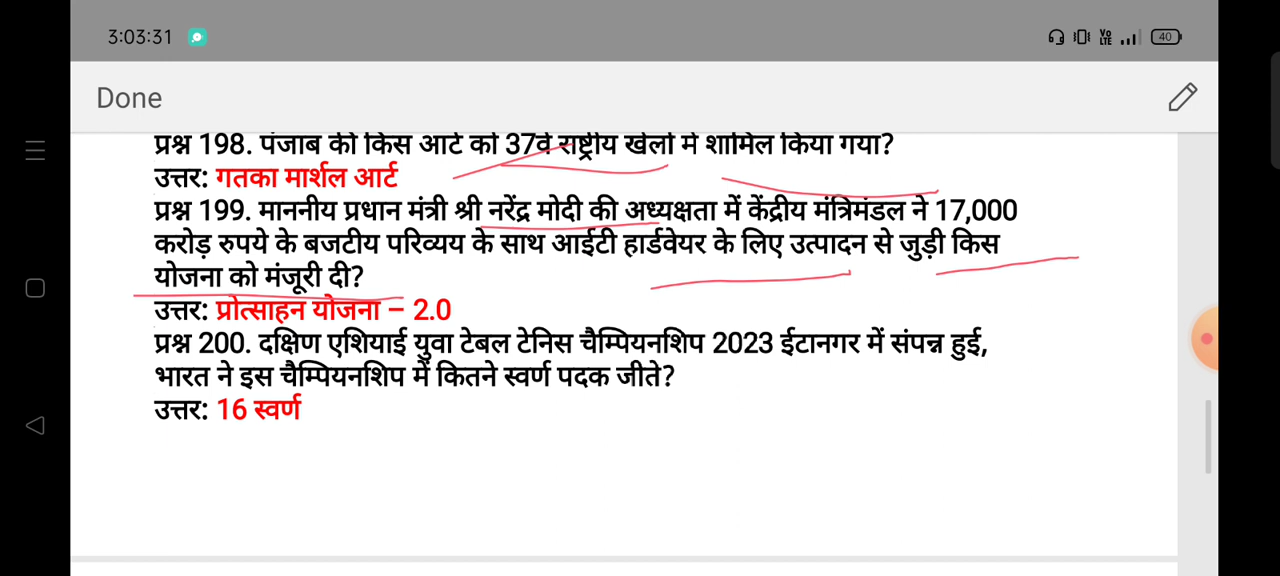 3:03:31
Vo LTE
40
Done
प्रश्न 198. पंजाब की किस आर्ट को 37वें राष्ट्रीय खेलों में शामिल किया गया?
उत्तर: गतका मार्शल आर्ट
प्रश्न 199. माननीय प्रधान मंत्री श्री नरेंद्र मोदी की अध्यक्षता में केंद्रीय मंत्रिमंडल ने 17,000
करोड़ रुपये के बजटीय परिव्यय के साथ आईटी हार्डवेयर के लिए उत्पादन से जुड़ी किस
योजना को मंजूरी दी?
उत्तर: प्रोत्साहन योजना – 2.0
प्रश्न 200. दक्षिण एशियाई युवा टेबल टेनिस चैम्पियनशिप 2023 ईटानगर में संपन्न हुई,
भारत ने इस चैम्पियनशिप में कितने स्वर्ण पदक जीते?
उत्तर: 16 स्वर्ण